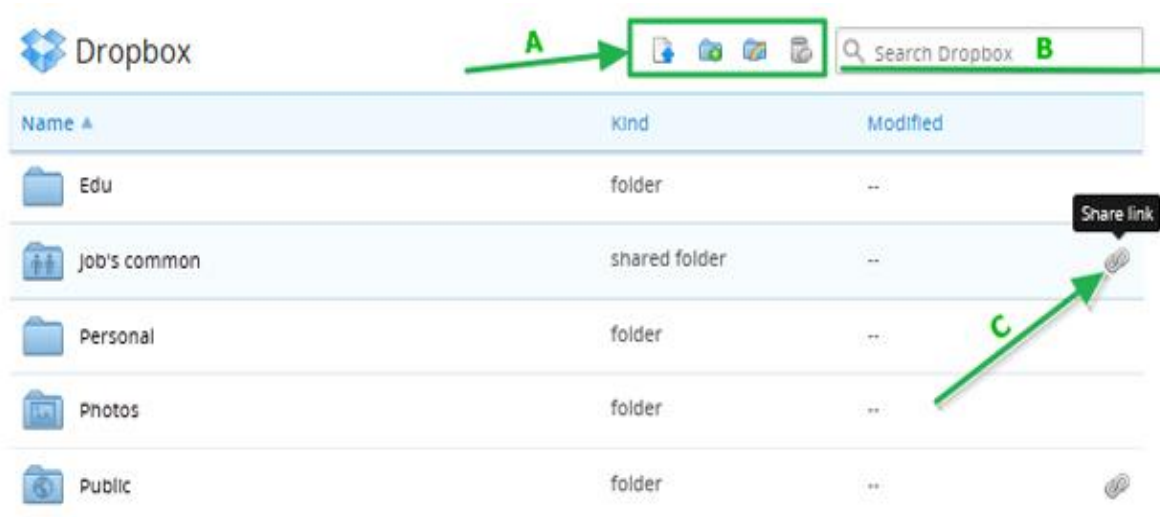 Dropbox
A
Search Dropbox B
Name Kind Modified
Edu folder --
Share link
Job's common shared folder --
C
Personal folder --
Photos folder --
Public folder --